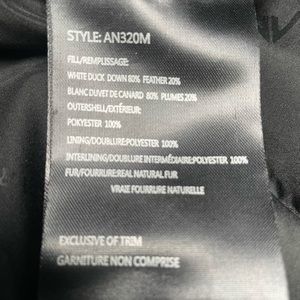 STYLE: AN320M
FILL/REMPLISSAGE:
WHITE DUCK DOWN 80% FEATHER 20%
BLANC DUVET DE CANARD 80% PLUMES 20%
OUTERSHELL/EXTÉRIEUR:
POKYESTER 100%
LINING/DOUBLURE:POLYESTER 100%
INTERLINING/DOUBLURE INTERMÉDIAIRE:POLYESTER 100%
FUR/FOURRURE:REAL NATURAL FUR
VRAIE FOURRURE NATURELLE
EXCLUSIVE OF TRIM
GARNITURE NON COMPRISE